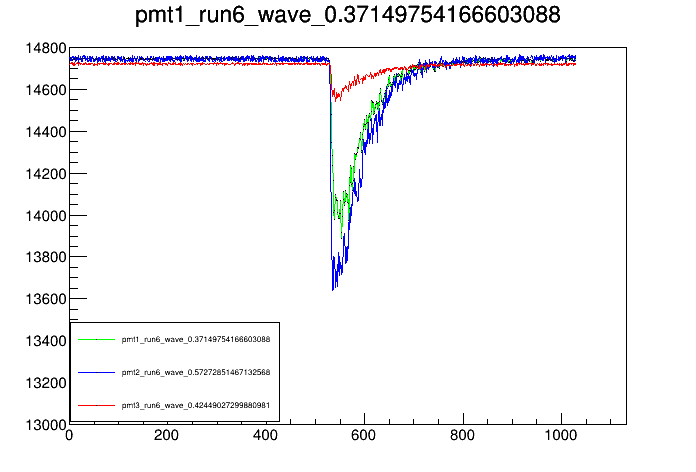 pmt1_run6_wave_0.37149754166603088
14800
14600
14400
14200
14000
13800
13600
13400
13200
13000
pmt1_run6_wave_0.37149754166603088
pmt2_run6_wave_0.57272851467132568
pmt3_run6_wave_0.42449027299880981
0 200 400 600 800 1000